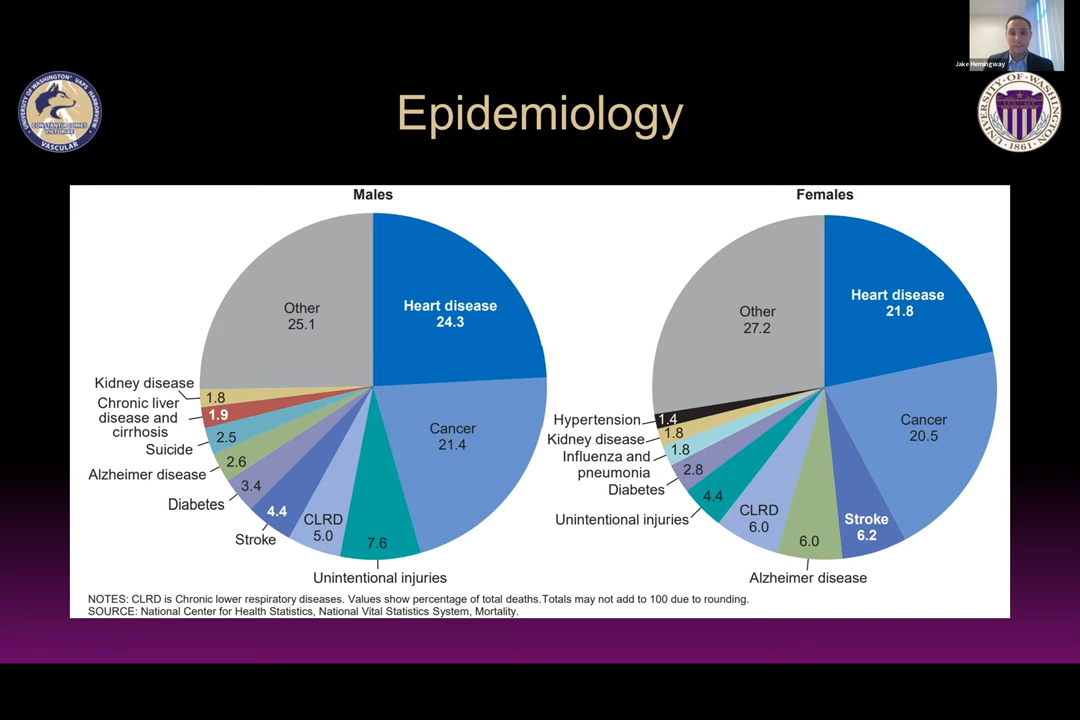 Jake Hemingway
UNIVERSITY OF WASHINGTON
VASCULAR
UNIVERSITY OF WASHINGTON
1861
Epidemiology
Males
Other
25.1
Heart disease
24.3
Cancer
21.4
7.6
Unintentional injuries
CLRD
5.0
4.4
Stroke
3.4
Diabetes
2.6
Alzheimer disease
2.5
Suicide
1.9
Chronic liver
disease and
cirrhosis
1.8
Kidney disease
Females
Other
27.2
Heart disease
21.8
Cancer
20.5
Stroke
6.2
6.0
Alzheimer disease
CLRD
6.0
4.4
Unintentional injuries
2.8
Diabetes
1.8
Influenza and
pneumonia
1.8
Kidney disease
1.4
Hypertension
NOTES: CLRD is Chronic lower respiratory diseases. Values show percentage of total deaths.Totals may not add to 100 due to rounding.
SOURCE: National Center for Health Statistics, National Vital Statistics System, Mortality.